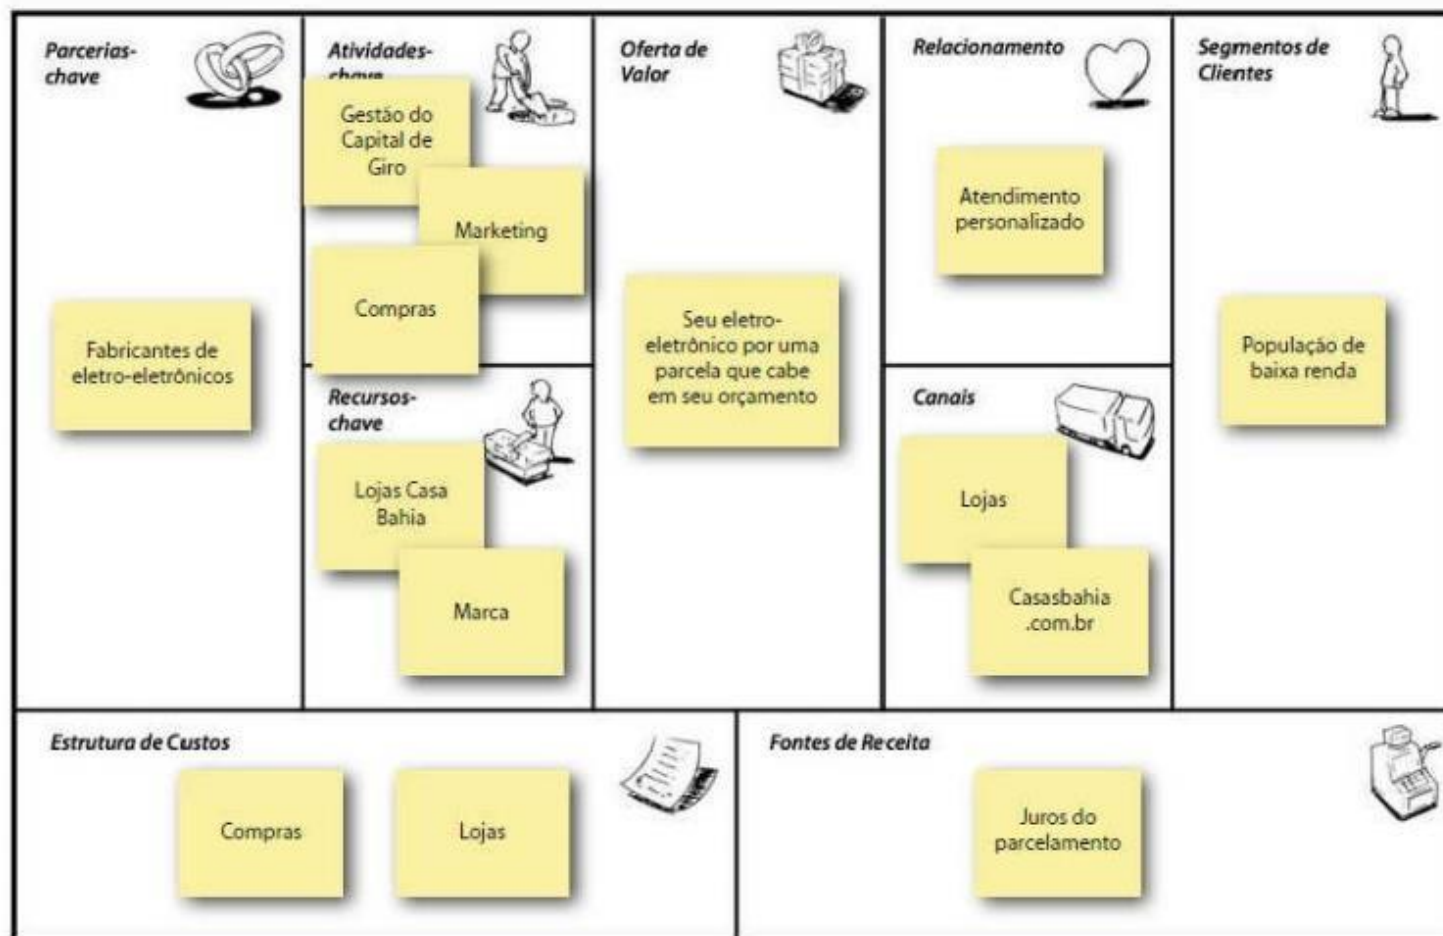 Parcerias-
chave
Fabricantes de
eletro-eletrônicos
Atividades-
chave
Gestão do
Capital de
Giro
Marketing
Compras
Recursos-
chave
Lojas Casa
Bahia
Marca
Oferta de
Valor
Seu eletro-
eletrônico por uma
parcela que cabe
em seu orçamento
Relacionamento
Atendimento
personalizado
Canais
Lojas
Casasbahia
.com.br
Segmentos de
Clientes
População de
baixa renda
Estrutura de Custos
Compras
Lojas
Fontes de Receita
Juros do
parcelamento